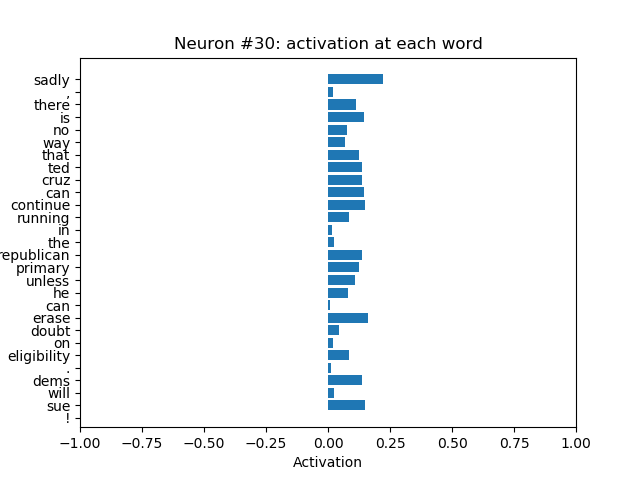 Neuron #30: activation at each word
sadly
,
there
is
no
way
that
ted
cruz
can
continue
running
in
the
republican
primary
unless
he
can
erase
doubt
on
eligibility
.
dems
will
sue
!
−1.00 −0.75 −0.50 −0.25 0.00 0.25 0.50 0.75 1.00
Activation